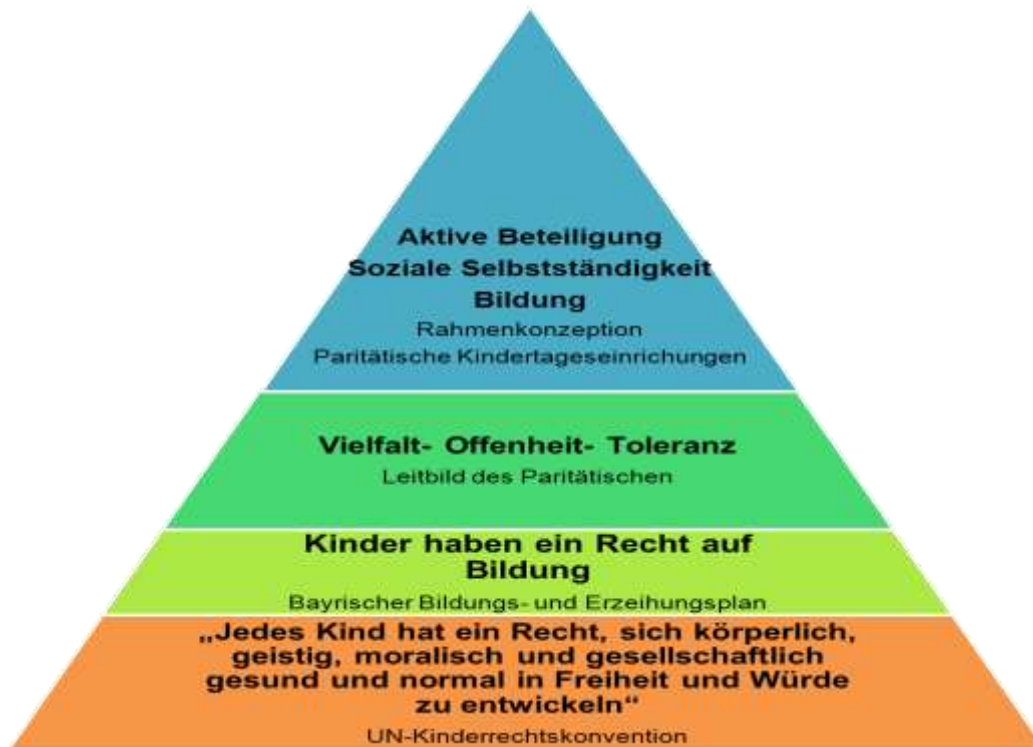 Aktive Beteiligung
Soziale Selbstständigkeit
Bildung
Rahmenkonzeption
Paritätische Kindertageseinrichungen
Vielfalt- Offenheit- Toleranz
Leitbild des Paritätischen
Kinder haben ein Recht auf
Bildung
Bayrischer Bildungs- und Erzeihungsplan
„Jedes Kind hat ein Recht, sich körperlich,
geistig, moralisch und gesellschaftlich
gesund und normal in Freiheit und Würde
zu entwickeln“
UN-Kinderrechtskonvention